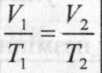 V₁/T₁ = V₂/T₂